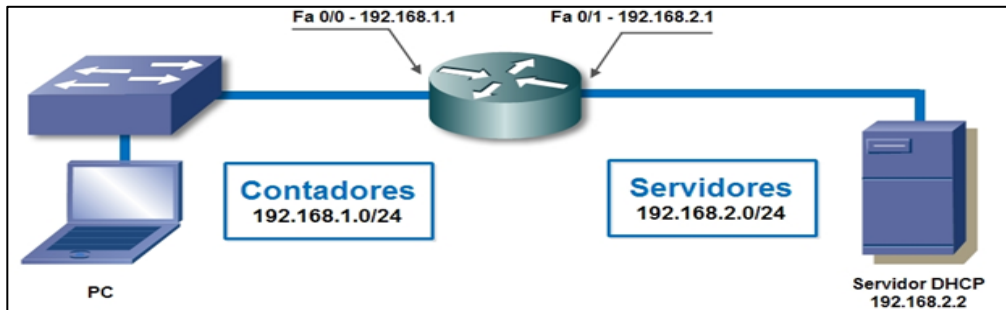 Fa 0/0 - 192.168.1.1
Fa 0/1 - 192.168.2.1
Contadores
192.168.1.0/24
Servidores
192.168.2.0/24
PC
Servidor DHCP
192.168.2.2